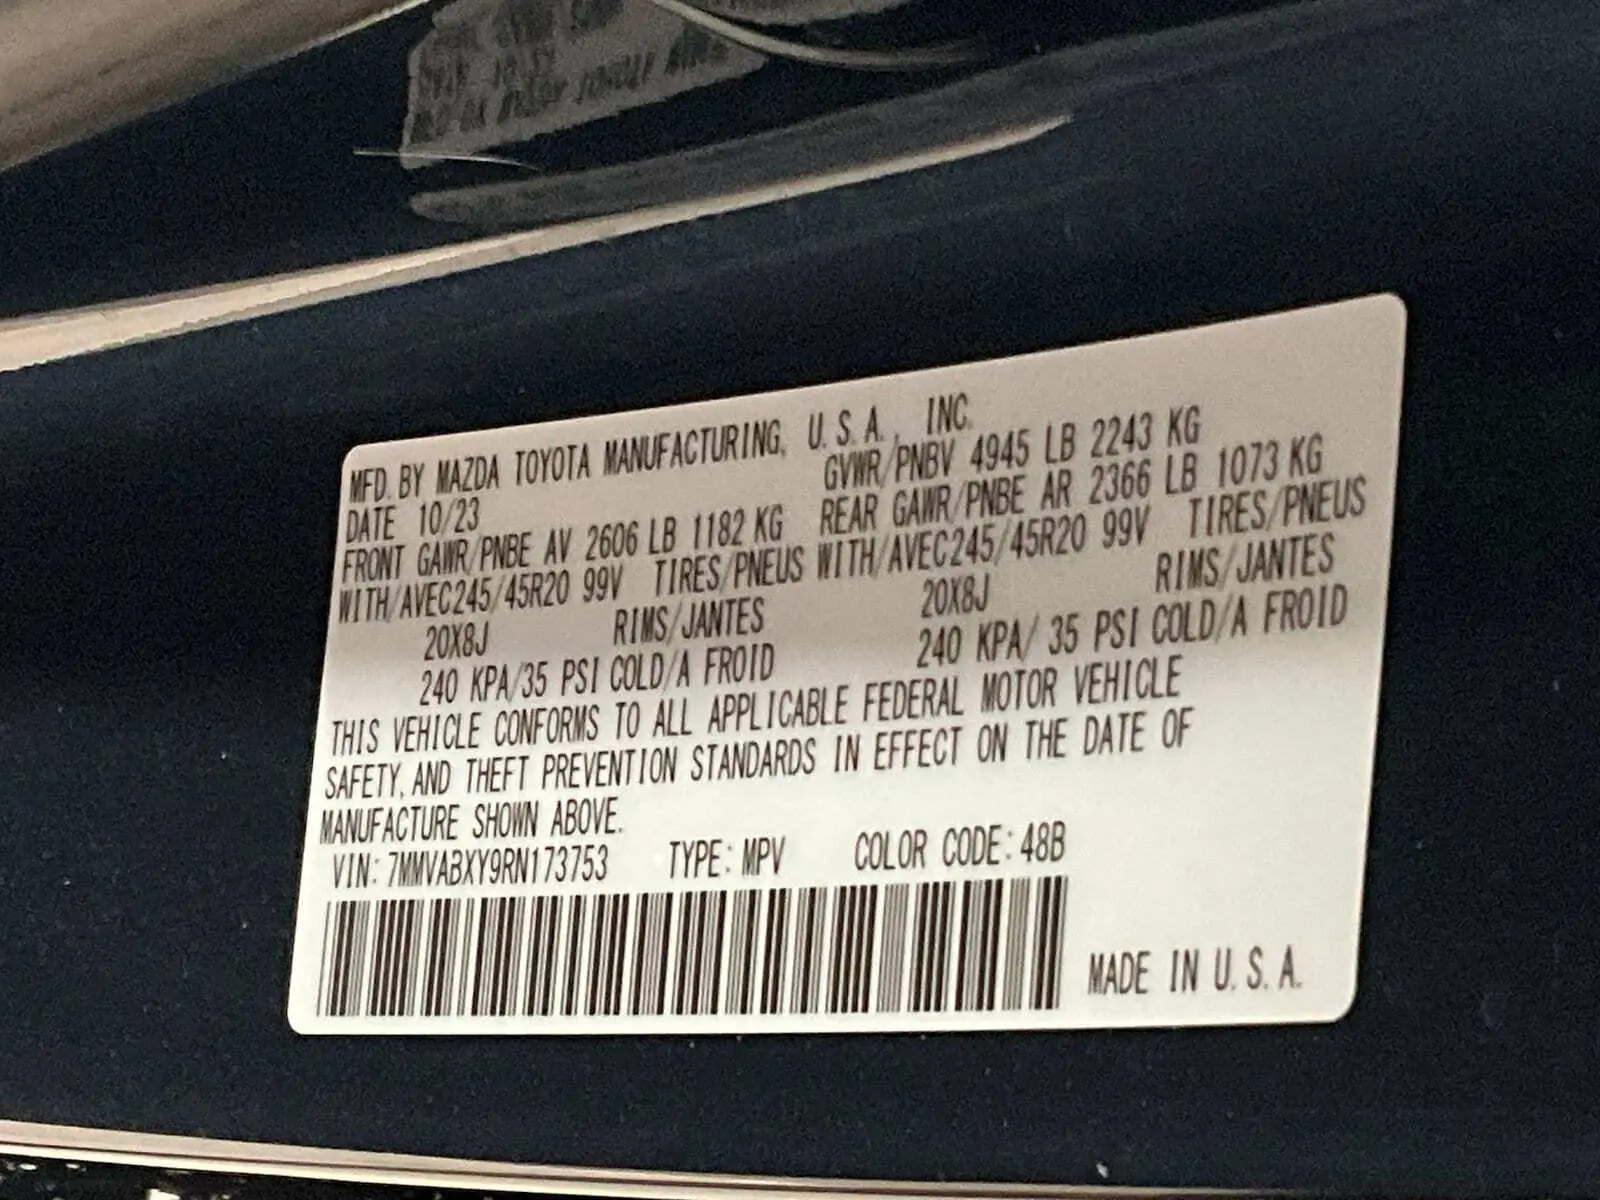 MFD. BY MAZDA TOYOTA MANUFACTURING, U.S.A., INC.
DATE 10/23 GVWR/PNBV 4945 LB 2243 KG
FRONT GAWR/PNBE AV 2606 LB 1182 KG REAR GAWR/PNBE AR 2366 LB 1073 KG
WITH/AVEC245/45R20 99V TIRES/PNEUS WITH/AVEC245/45R20 99V TIRES/PNEUS
20X8J RIMS/JANTES 20X8J RIMS/JANTES
240 KPA/35 PSI COLD/A FROID 240 KPA/ 35 PSI COLD/A FROID
THIS VEHICLE CONFORMS TO ALL APPLICABLE FEDERAL MOTOR VEHICLE
SAFETY, AND THEFT PREVENTION STANDARDS IN EFFECT ON THE DATE OF
MANUFACTURE SHOWN ABOVE.
VIN: 7MMVABXY9RN173753 TYPE: MPV COLOR CODE: 48B
MADE IN U.S.A.